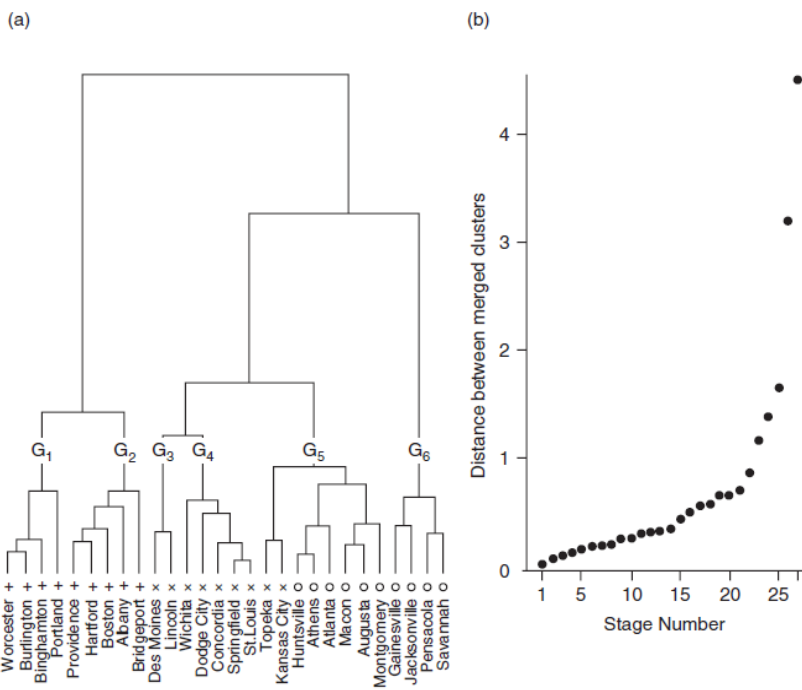 (a)
(b)
G1
G2
G3
G4
G5
G6
Worcester +
Burlington +
Binghamton +
Portland +
Providence +
Hartford +
Boston +
Albany +
Bridgeport +
Des Moines ×
Lincoln ×
Wichita ×
Dodge City ×
Concordia ×
Springfield ×
St.Louis ×
Topeka ×
Kansas City ×
Huntsville O
Athens O
Atlanta O
Macon O
Augusta O
Montgomery O
Gainesville O
Jacksonville O
Pensacola O
Savannah O
Distance between merged clusters
4
3
2
1
0
1
5
10
15
20
25
Stage Number